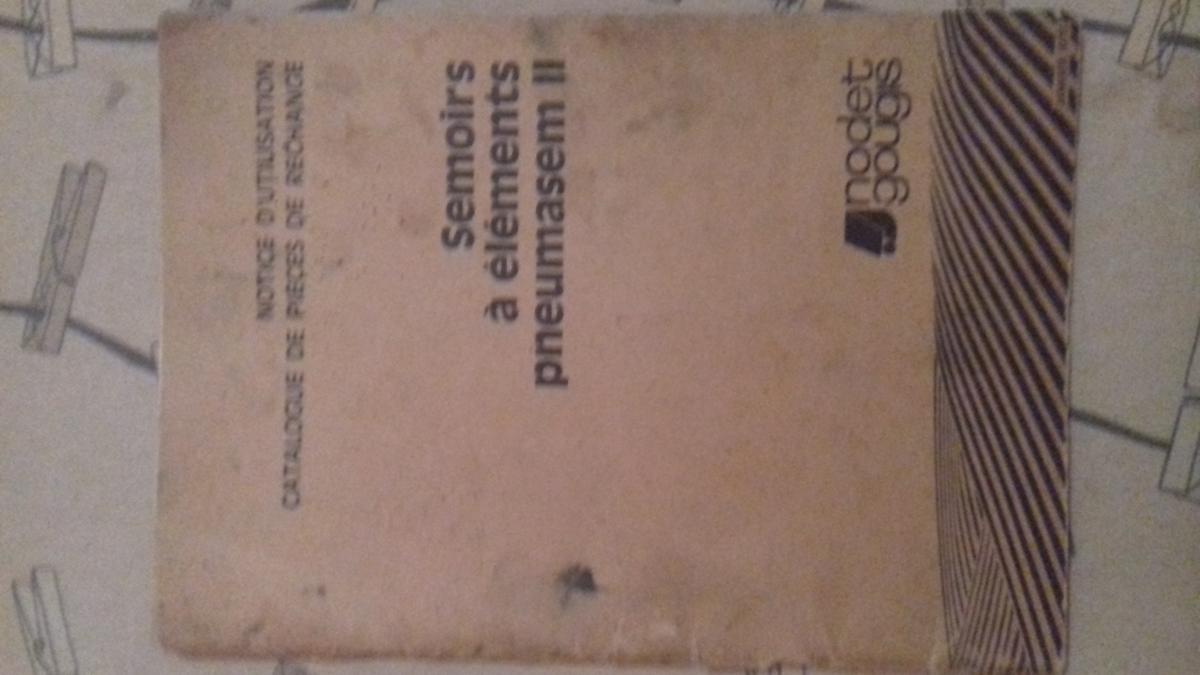 NOTICE D'UTILISATION
CATALOGUE DE PIECES DE RECHANGE
Semoirs
à éléments
pneumasem II
nodet
gougis